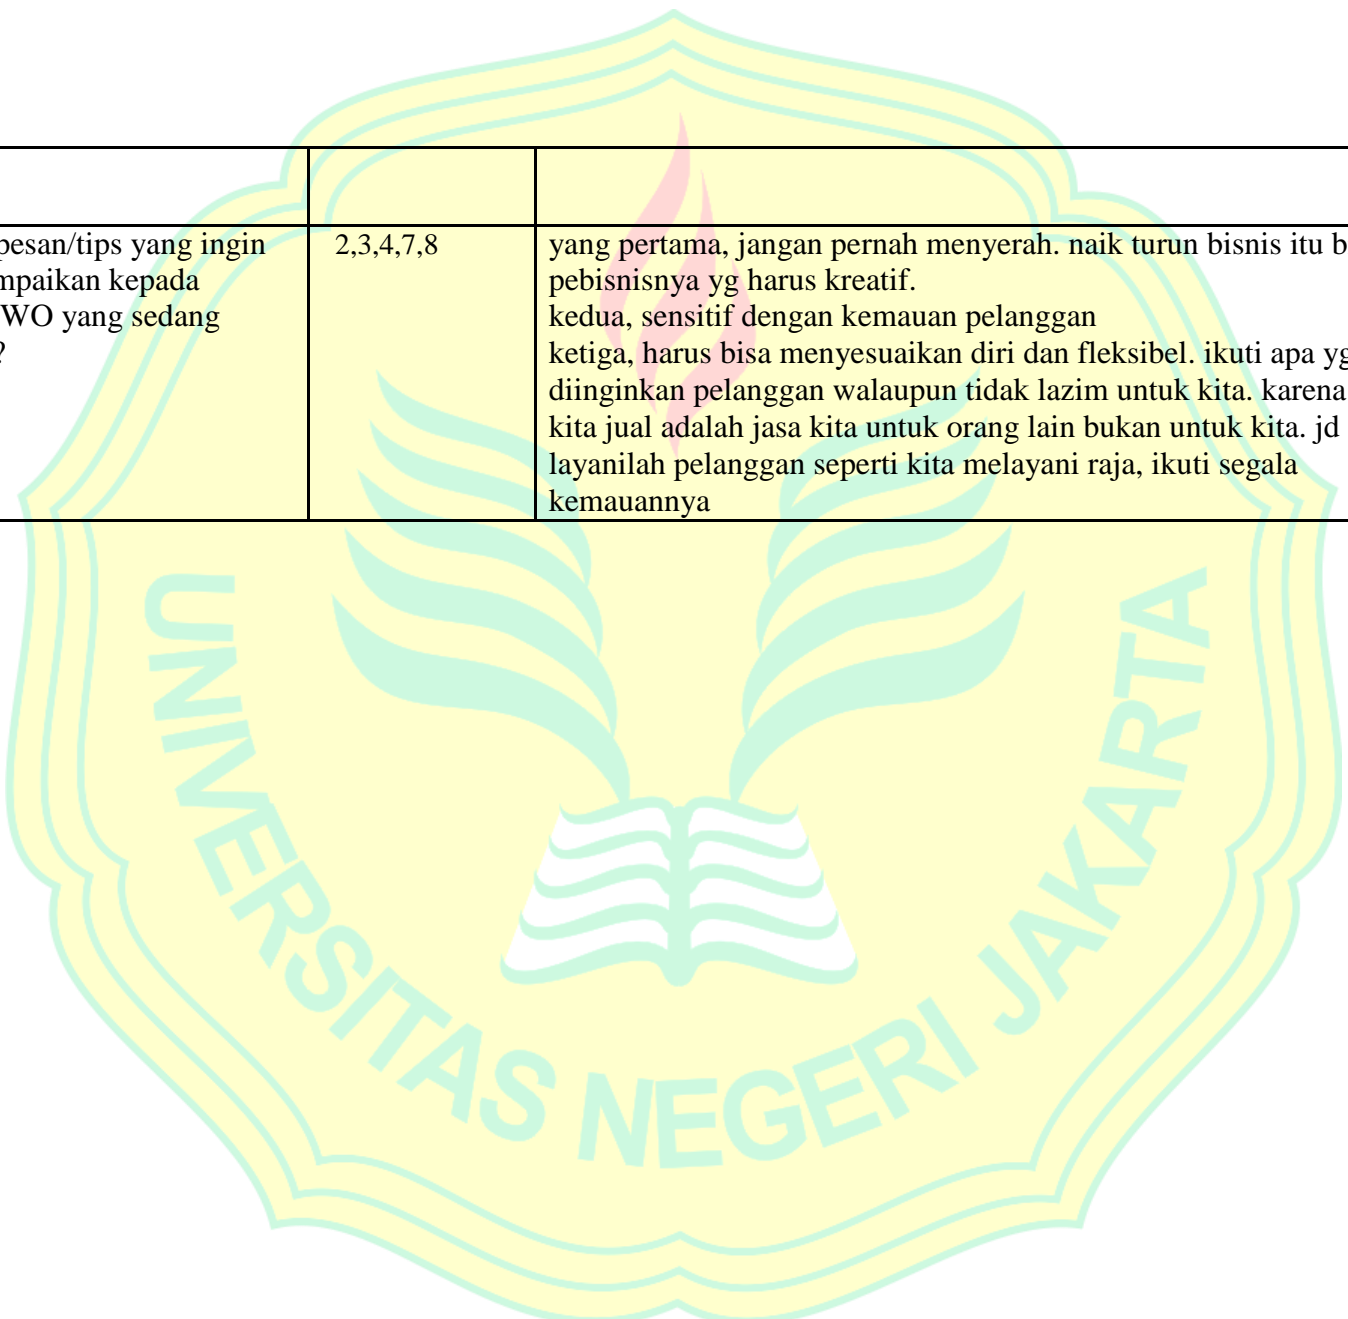 pesan/tips yang ingin
mpaikan kepada
WO yang sedang
?
2,3,4,7,8
yang pertama, jangan pernah menyerah. naik turun bisnis itu b
pebisnisnya yg harus kreatif.
kedua, sensitif dengan kemauan pelanggan
ketiga, harus bisa menyesuaikan diri dan fleksibel. ikuti apa yg
diinginkan pelanggan walaupun tidak lazim untuk kita. karena
kita jual adalah jasa kita untuk orang lain bukan untuk kita. jd
layanilah pelanggan seperti kita melayani raja, ikuti segala
kemauannya
UNIVERSITAS NEGERI JAKARTA